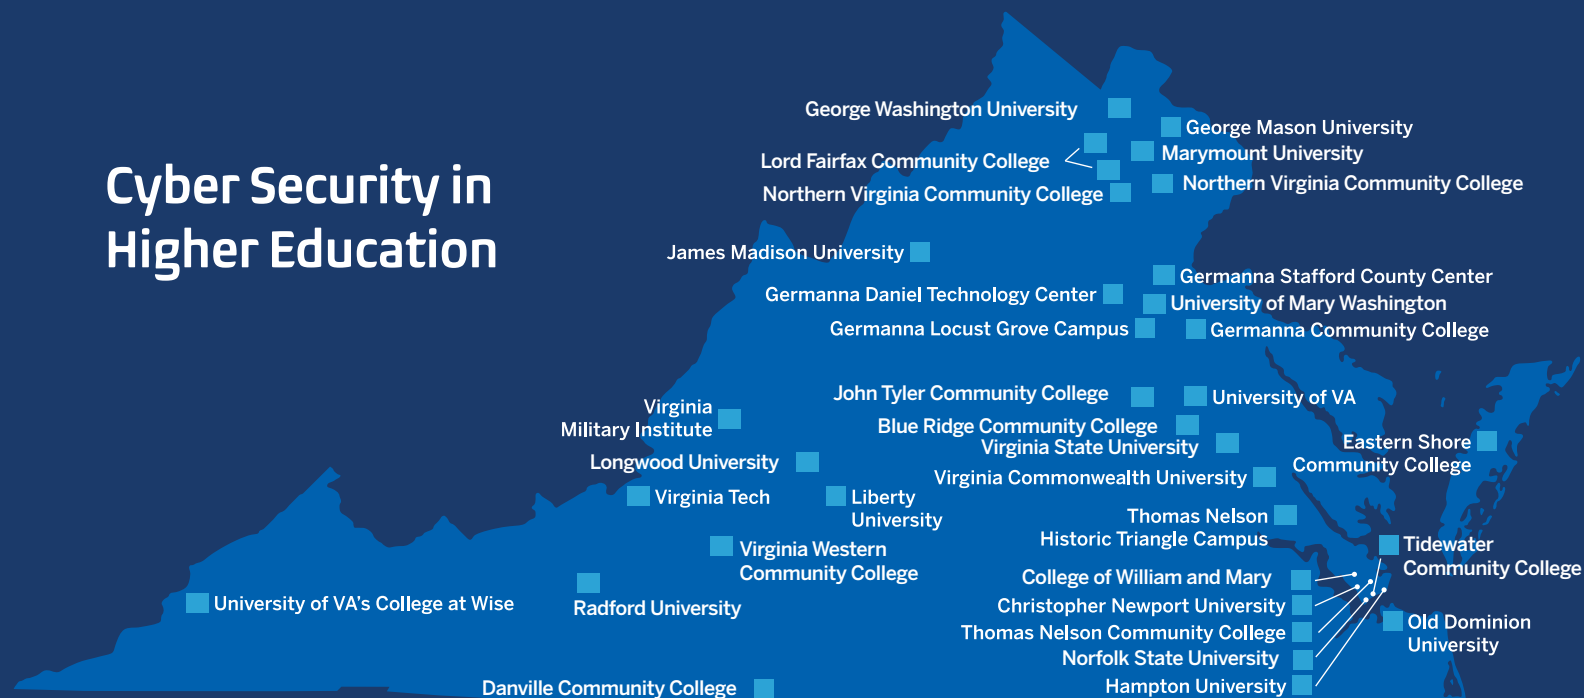 Cyber Security in
Higher Education
George Washington University
George Mason University
Lord Fairfax Community College
Marymount University
Northern Virginia Community College
Northern Virginia Community College
James Madison University
Germanna Stafford County Center
Germanna Daniel Technology Center
University of Mary Washington
Germanna Locust Grove Campus
Germanna Community College
John Tyler Community College
University of VA
Virginia
Military Institute
Blue Ridge Community College
Virginia State University
Eastern Shore
Community College
Longwood University
Virginia Commonwealth University
Virginia Tech
Liberty
University
Thomas Nelson
Historic Triangle Campus
Virginia Western
Community College
Tidewater
Community College
College of William and Mary
University of VA's College at Wise
Radford University
Christopher Newport University
Thomas Nelson Community College
Old Dominion
University
Norfolk State University
Hampton University
Danville Community College